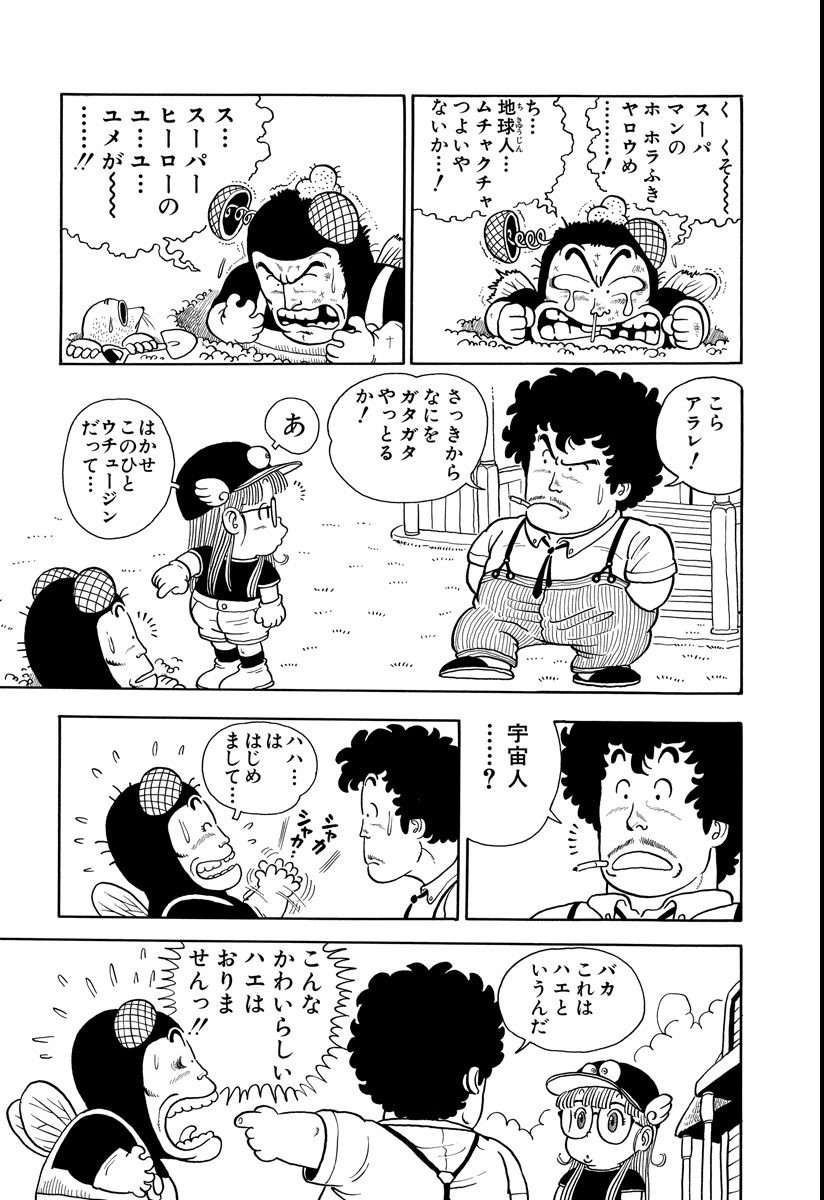 く くそ〜〜
スーパ
マンの
ホ ホラふき
ヤロウめ
………!
ち…
地球人…
ムチャクチャ
つよいや
ないか…!
ス…
スーパー
ヒーローの
ユ…ユ…
ユメが〜〜
………!!
こら
アラレ!
さっきから
なにを
ガタガタ
やっとる
か!
あ
はかせ
このひと
ウチュージン
だって…
宇宙人
………?
ハハ…
は
はじめ
まして…
シャカ
シャカ
バカ
これは
ハエと
いうんだ
こんな
かわいらしい
ハエは
おりま
せんっ!!